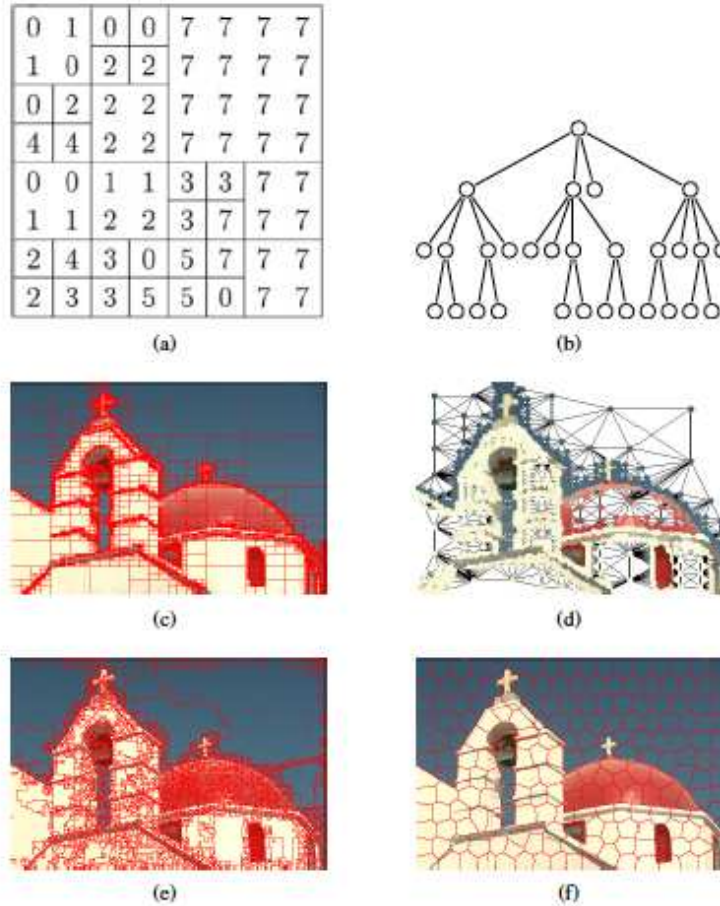 0 1 0 0 7 7 7 7
1 0 2 2 7 7 7 7
0 2 2 2 7 7 7 7
4 4 2 2 7 7 7 7
0 0 1 1 3 3 7 7
1 1 2 2 3 7 7 7
2 4 3 0 5 7 7 7
2 3 3 5 5 0 7 7
(a)
(b)
(c)
(d)
(e)
(f)